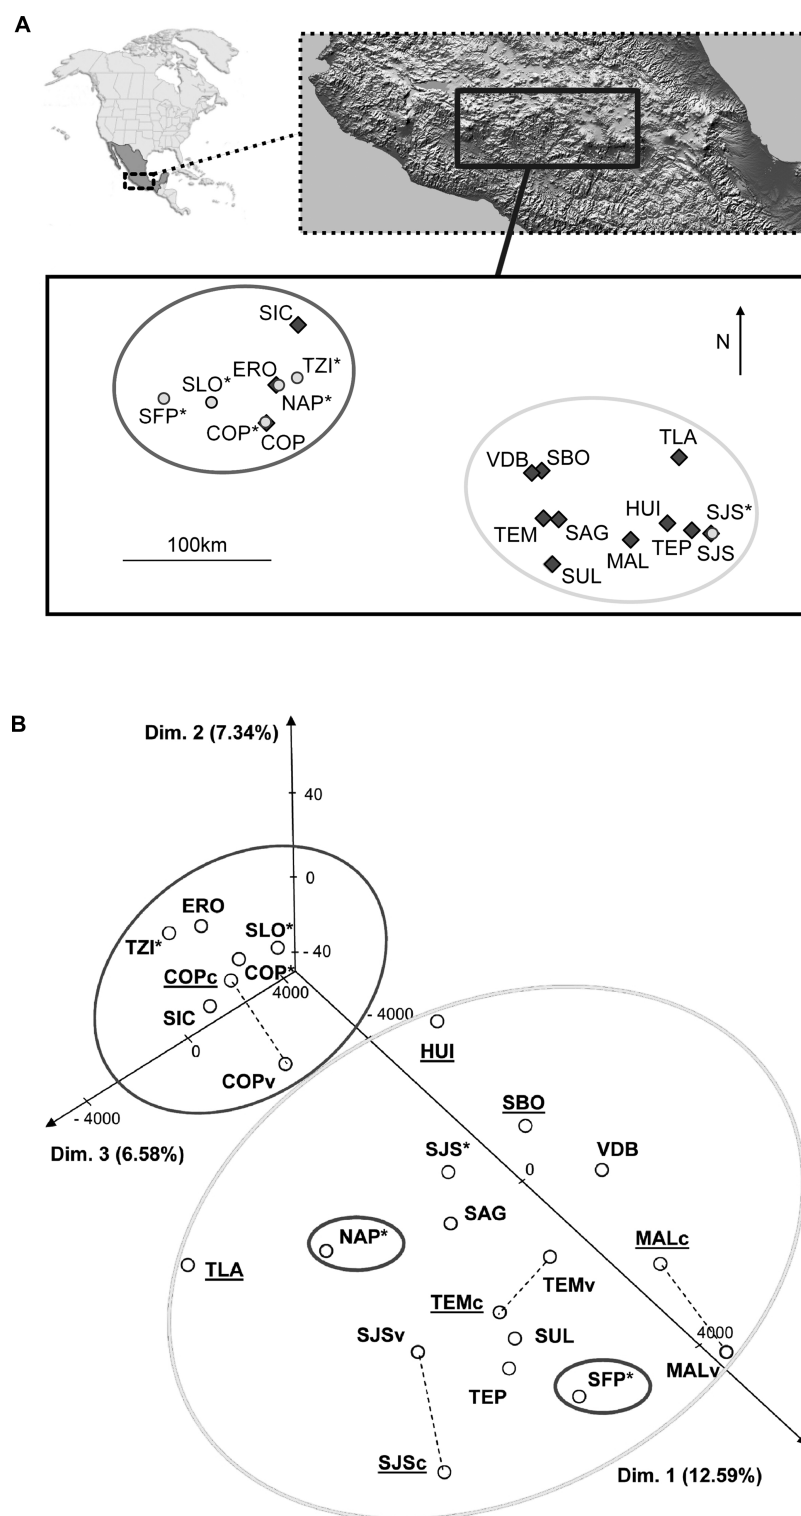 A
SIC
TZI*
ERO
SLO*
NAP*
SFP*
COP*
COP
N
TLA
VDB
SBO
SJS*
HUI
TEM
SAG
MAL
TEP
SJS
SUL
100km
B
Dim. 2 (7.34%)
40
0
ERO
SLO*
TZI*
- 40
COPc
COP*
4000
SIC
- 4000
0
HUI
COPv
- 4000
SBO
Dim. 3 (6.58%)
SJS*
VDB
0
SAG
NAP*
MALc
TLA
TEMv
TEMc
4000
SJSv
SUL
MALv
SFP*
TEP
SJSc
Dim. 1 (12.59%)